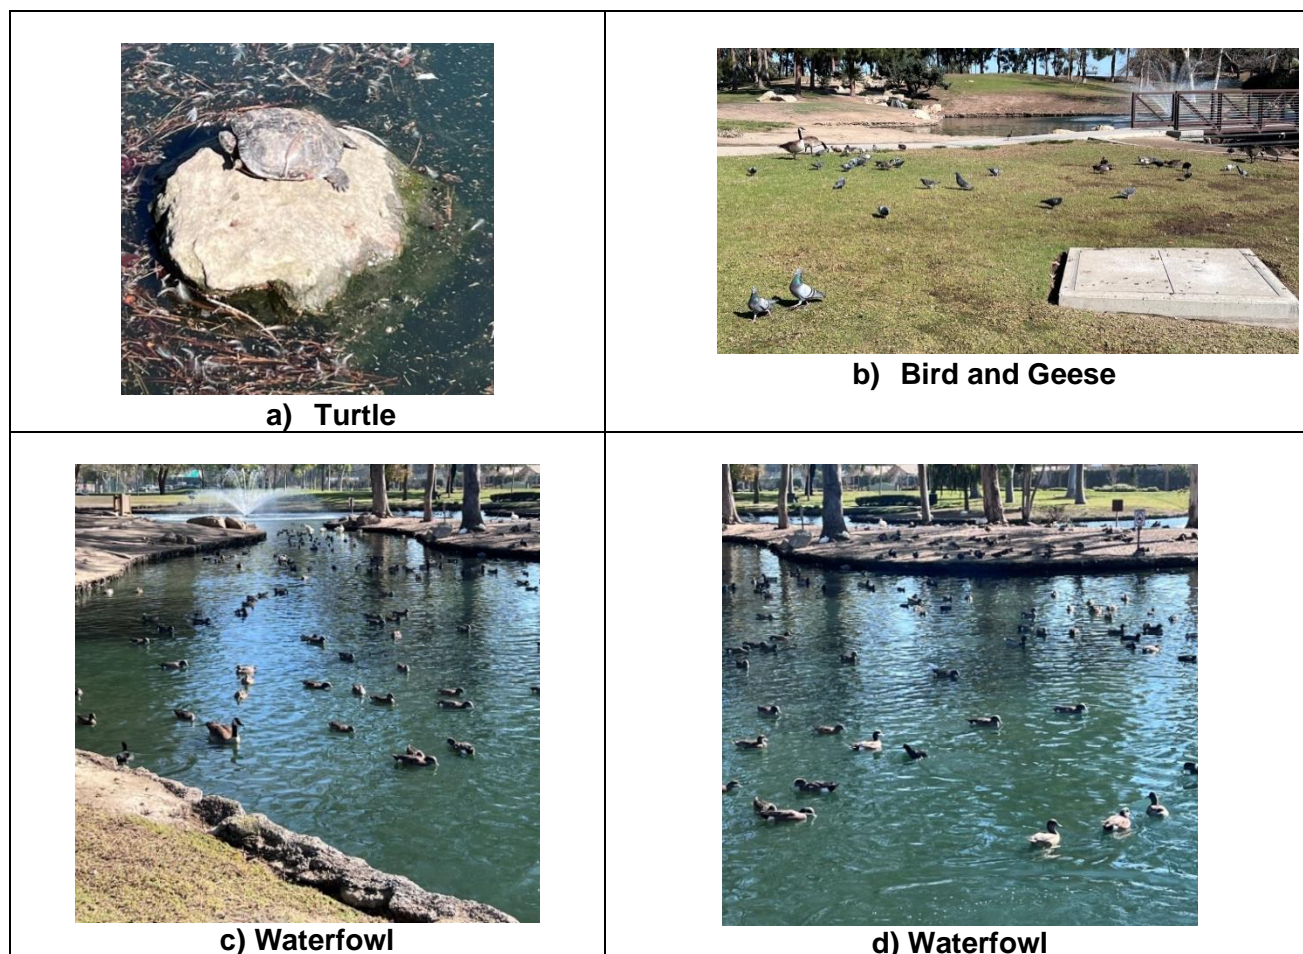 a) Turtle
b) Bird and Geese
c) Waterfowl
d) Waterfowl